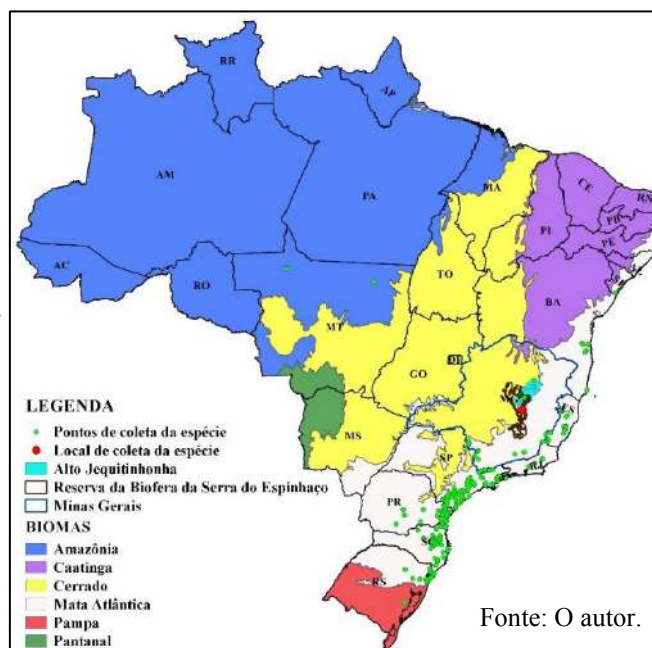 RR
AP
AM
PA
MA
CE
RN
PB
PE
PI
AC
RO
TO
BA
MT
DF
GO
MS
ES
SP
RJ
PR
SC
RS
LEGENDA
Pontos de coleta da espécie
Local de coleta da espécie
Alto Jequitinhonha
Reserva da Biofera da Serra do Espinhaço
Minas Gerais
BIOMAS
Amazônia
Caatinga
Cerrado
Mata Atlântica
Pampa
Pantanal
Fonte: O autor.